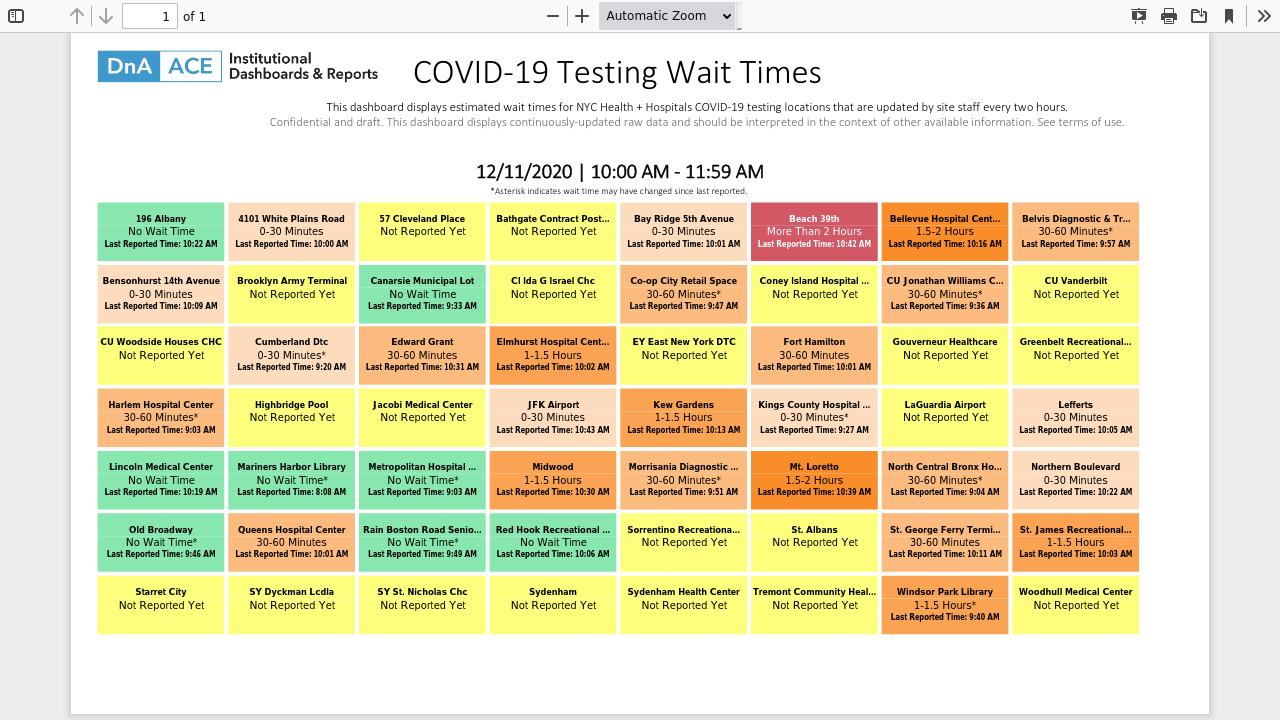 1 of 1 Automatic Zoom
DnA ACE Institutional
Dashboards & Reports
COVID-19 Testing Wait Times
This dashboard displays estimated wait times for NYC Health + Hospitals COVID-19 testing locations that are updated by site staff every two hours.
Confidential and draft. This dashboard displays continuously-updated raw data and should be interpreted in the context of other available information. See terms of use.
12/11/2020 | 10:00 AM - 11:59 AM
*Asterisk indicates wait time may have changed since last reported.
196 Albany
No Wait Time
Last Reported Time: 10:22 AM
4101 White Plains Road
0-30 Minutes
Last Reported Time: 10:00 AM
57 Cleveland Place
Not Reported Yet
Bathgate Contract Post...
Not Reported Yet
Bay Ridge 5th Avenue
0-30 Minutes
Last Reported Time: 10:01 AM
Beach 39th
More Than 2 Hours
Last Reported Time: 10:42 AM
Bellevue Hospital Cent...
1.5-2 Hours
Last Reported Time: 10:16 AM
Belvis Diagnostic & Tr...
30-60 Minutes*
Last Reported Time: 9:57 AM
Bensonhurst 14th Avenue
0-30 Minutes
Last Reported Time: 10:09 AM
Brooklyn Army Terminal
Not Reported Yet
Canarsie Municipal Lot
No Wait Time
Last Reported Time: 9:33 AM
CI Ida G Israel Chc
Not Reported Yet
Co-op City Retail Space
30-60 Minutes*
Last Reported Time: 9:47 AM
Coney Island Hospital ...
Not Reported Yet
CU Jonathan Williams C...
30-60 Minutes*
Last Reported Time: 9:36 AM
CU Vanderbilt
Not Reported Yet
CU Woodside Houses CHC
Not Reported Yet
Cumberland Dtc
0-30 Minutes*
Last Reported Time: 9:20 AM
Edward Grant
30-60 Minutes
Last Reported Time: 10:31 AM
Elmhurst Hospital Cent...
1-1.5 Hours
Last Reported Time: 10:02 AM
EY East New York DTC
Not Reported Yet
Fort Hamilton
30-60 Minutes
Last Reported Time: 10:01 AM
Gouverneur Healthcare
Not Reported Yet
Greenbelt Recreational...
Not Reported Yet
Harlem Hospital Center
30-60 Minutes*
Last Reported Time: 9:03 AM
Highbridge Pool
Not Reported Yet
Jacobi Medical Center
Not Reported Yet
JFK Airport
0-30 Minutes
Last Reported Time: 10:43 AM
Kew Gardens
1-1.5 Hours
Last Reported Time: 10:13 AM
Kings County Hospital ...
0-30 Minutes*
Last Reported Time: 9:27 AM
LaGuardia Airport
Not Reported Yet
Lefferts
0-30 Minutes
Last Reported Time: 10:05 AM
Lincoln Medical Center
No Wait Time
Last Reported Time: 10:19 AM
Mariners Harbor Library
No Wait Time*
Last Reported Time: 8:08 AM
Metropolitan Hospital ...
No Wait Time*
Last Reported Time: 9:03 AM
Midwood
1-1.5 Hours
Last Reported Time: 10:30 AM
Morrisania Diagnostic ...
30-60 Minutes*
Last Reported Time: 9:51 AM
Mt. Loretto
1.5-2 Hours
Last Reported Time: 10:39 AM
North Central Bronx Ho...
30-60 Minutes*
Last Reported Time: 9:04 AM
Northern Boulevard
0-30 Minutes
Last Reported Time: 10:22 AM
Old Broadway
No Wait Time*
Last Reported Time: 9:46 AM
Queens Hospital Center
30-60 Minutes
Last Reported Time: 10:01 AM
Rain Boston Road Senio...
No Wait Time*
Last Reported Time: 9:49 AM
Red Hook Recreational ...
No Wait Time
Last Reported Time: 10:06 AM
Sorrentino Recreationa...
Not Reported Yet
St. Albans
Not Reported Yet
St. George Ferry Termi...
30-60 Minutes
Last Reported Time: 10:11 AM
St. James Recreational...
1-1.5 Hours
Last Reported Time: 10:03 AM
Starret City
Not Reported Yet
SY Dyckman Lcdla
Not Reported Yet
SY St. Nicholas Chc
Not Reported Yet
Sydenham
Not Reported Yet
Sydenham Health Center
Not Reported Yet
Tremont Community Heal...
Not Reported Yet
Windsor Park Library
1-1.5 Hours*
Last Reported Time: 9:40 AM
Woodhull Medical Center
Not Reported Yet